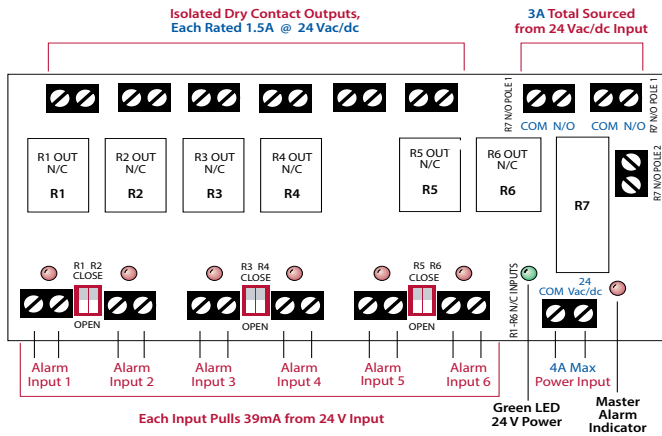 Isolated Dry Contact Outputs,
Each Rated 1.5A @ 24 Vac/dc
3A Total Sourced
from 24 Vac/dc Input
R7 N/O POLE 1
R7 N/O POLE 1
COM N/O
COM N/O
R7 N/O POLE 2
R1 OUT
N/C
R1
R2 OUT
N/C
R2
R3 OUT
N/C
R3
R4 OUT
N/C
R4
R5 OUT
N/C
R5
R6 OUT
N/C
R6
R7
R1 R2
CLOSE
OPEN
R3 R4
CLOSE
OPEN
R5 R6
CLOSE
OPEN
R1-R6 N/C INPUTS
24
COM Vac/dc
Alarm
Input 1
Alarm
Input 2
Alarm
Input 3
Alarm
Input 4
Alarm
Input 5
Alarm
Input 6
4A Max
Power Input
Each Input Pulls 39mA from 24 V Input
Green LED
24 V Power
Master
Alarm
Indicator